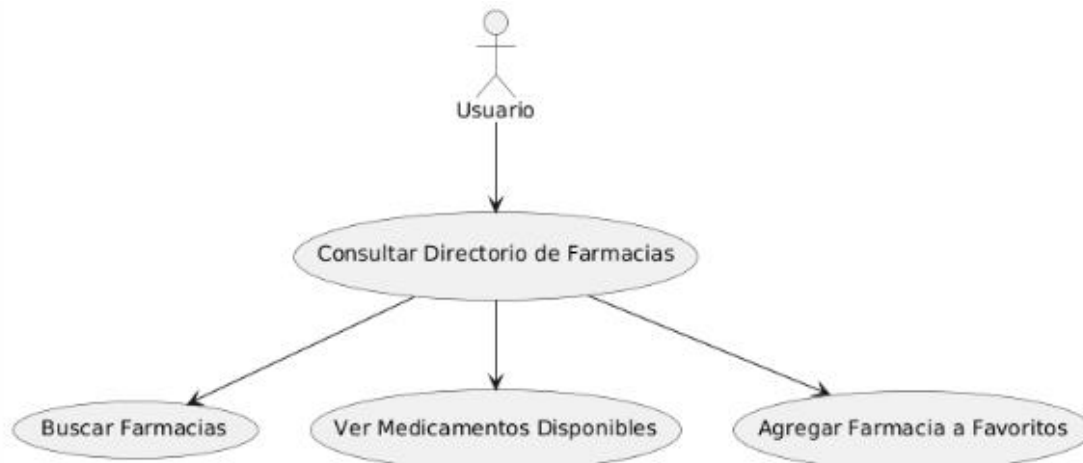 Usuario
Consultar Directorio de Farmacias
Buscar Farmacias
Ver Medicamentos Disponibles
Agregar Farmacia a Favoritos